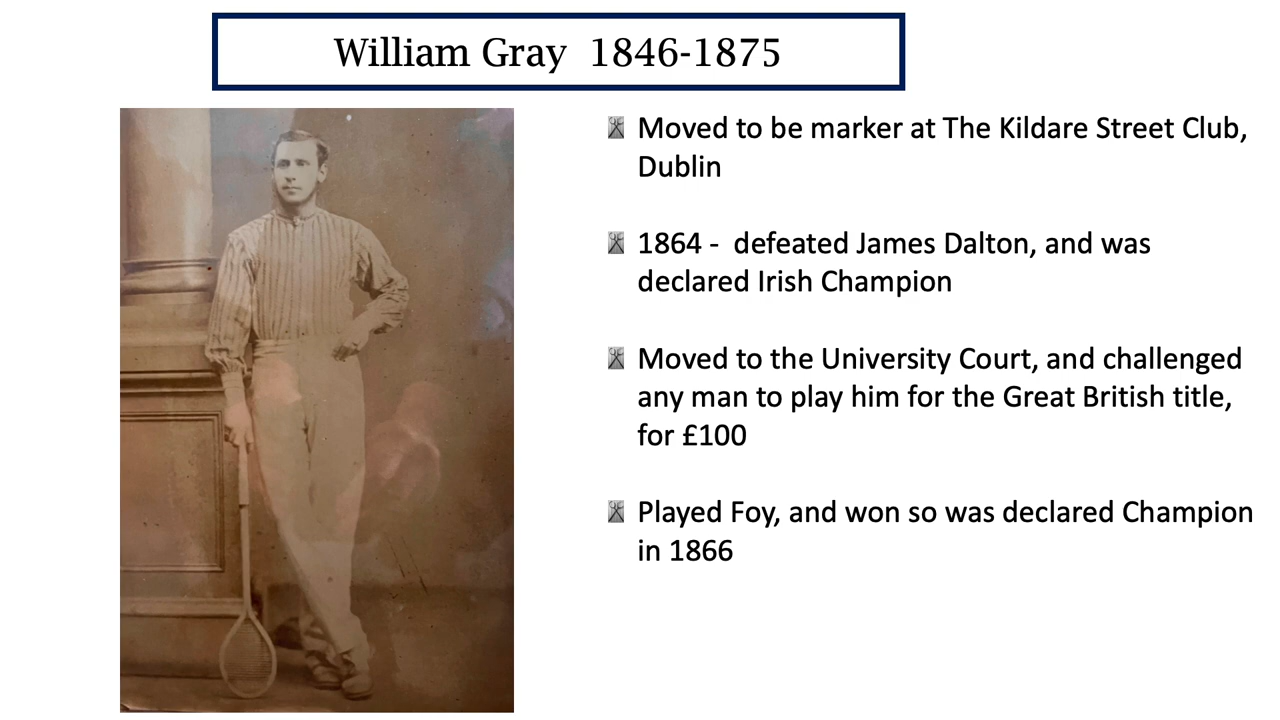 William Gray  1846-1875
Moved to be marker at The Kildare Street Club,
Dublin
1864 -  defeated James Dalton, and was
declared Irish Champion
Moved to the University Court, and challenged
any man to play him for the Great British title,
for £100
Played Foy, and won so was declared Champion
in 1866